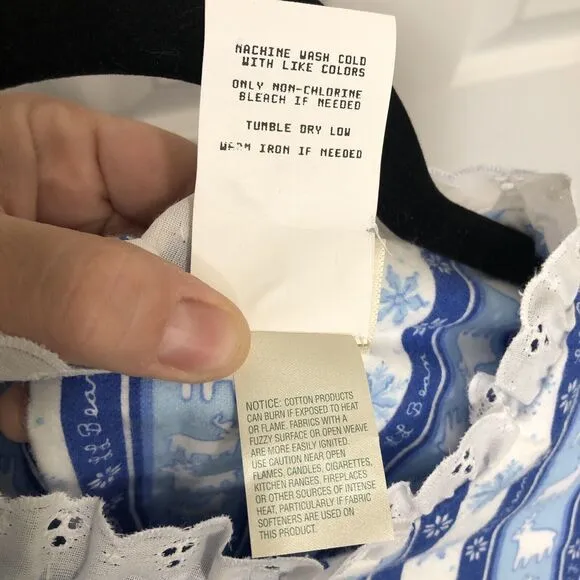 MACHINE WASH COLD
WITH LIKE COLORS
ONLY NON-CHLORINE
BLEACH IF NEEDED
TUMBLE DRY LOW
WARM IRON IF NEEDED
NOTICE: COTTON PRODUCTS
CAN BURN IF EXPOSED TO HEAT
OR FLAME. FABRICS WITH A
FUZZY SURFACE OR OPEN WEAVE
ARE MORE EASILY IGNITED.
USE CAUTION NEAR OPEN
FLAMES, CANDLES, CIGARETTES,
KITCHEN RANGES, FIREPLACES
OR OTHER SOURCES OF INTENSE
HEAT, PARTICULARLY IF FABRIC
SOFTENERS ARE USED ON
THIS PRODUCT.
Bean
Bean